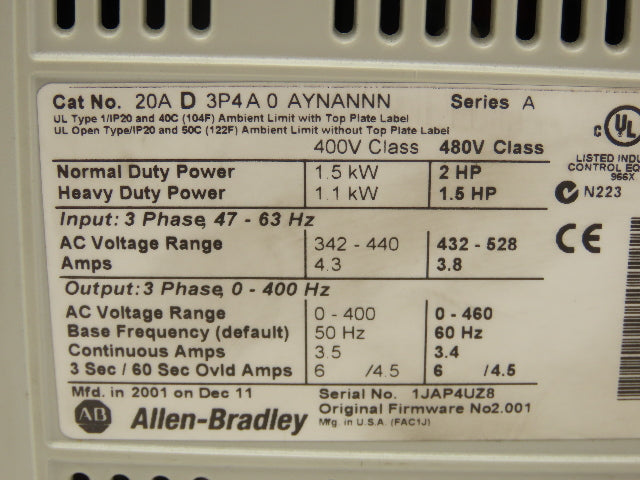 Cat No. 20A D 3P4 A 0 AYNANNN Series A
UL Type 1/IP20 and 40C (104F) Ambient Limit with Top Plate Label
UL Open Type/IP20 and 50C (122F) Ambient Limit without Top Plate Label
C UL
400V Class 480V Class
LISTED INDU
CONTROL EQ
966X
Normal Duty Power 1.5 kW 2 HP
Heavy Duty Power 1.1 kW 1.5 HP
N223
Input: 3 Phase, 47 - 63 Hz
AC Voltage Range 342 - 440 432 - 528
CE
Amps 4.3 3.8
Output: 3 Phase, 0 - 400 Hz
AC Voltage Range 0 - 400 0 - 460
Base Frequency (default) 50 Hz 60 Hz
Continuous Amps 3.5 3.4
3 Sec / 60 Sec Ovld Amps 6 /4.5 6 /4.5
Mfd. in 2001 on Dec 11 Serial No. 1JAP4UZ8
AB Allen-Bradley Original Firmware No2.001
Mfg. in U.S.A. (FAC1J)